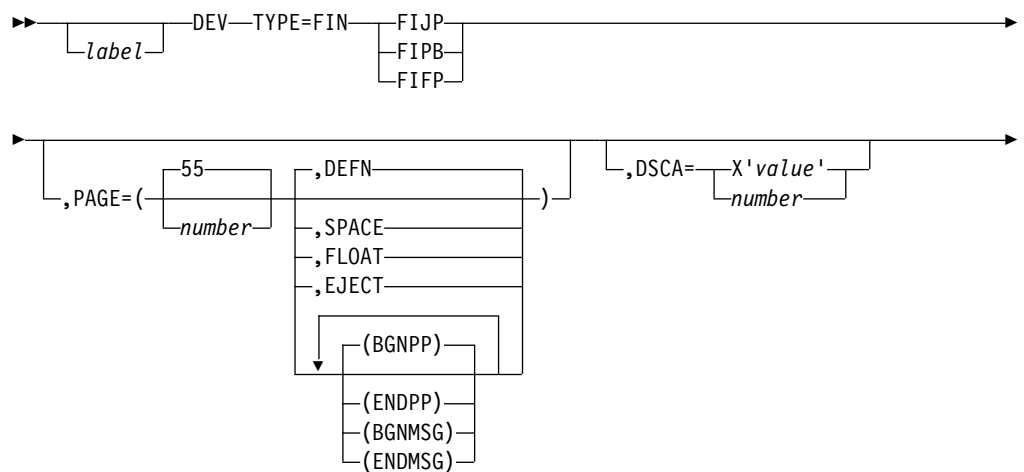 DEV TYPE=FIN FIJP
label FIPB
FIFP
55 ,DEFN ,DSCA= X'value'
,PAGE=( ) number
number ,SPACE
,FLOAT
,EJECT
(BGNPP)
(ENDPP)
(BGNMSG)
(ENDMSG)